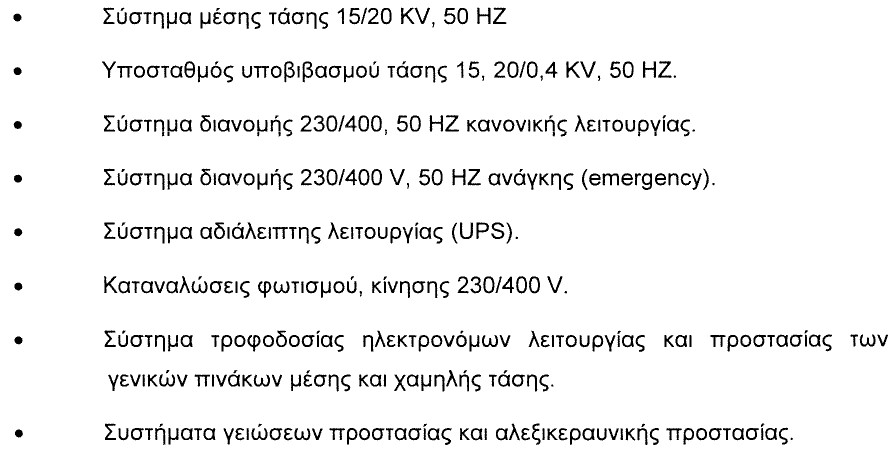 • Σύστημα μέσης τάσης 15/20 KV, 50 HZ
• Υποσταθμός υποβιβασμού τάσης 15, 20/0,4 KV, 50 HZ.
• Σύστημα διανομής 230/400, 50 HZ κανονικής λειτουργίας.
• Σύστημα διανομής 230/400 V, 50 HZ ανάγκης (emergency).
• Σύστημα αδιάλειπτης λειτουργίας (UPS).
• Καταναλώσεις φωτισμού, κίνησης 230/400 V.
• Σύστημα τροφοδοσίας ηλεκτρονόμων λειτουργίας και προστασίας των
γενικών πινάκων μέσης και χαμηλής τάσης.
• Συστήματα γειώσεων προστασίας και αλεξικεραυνικής προστασίας.